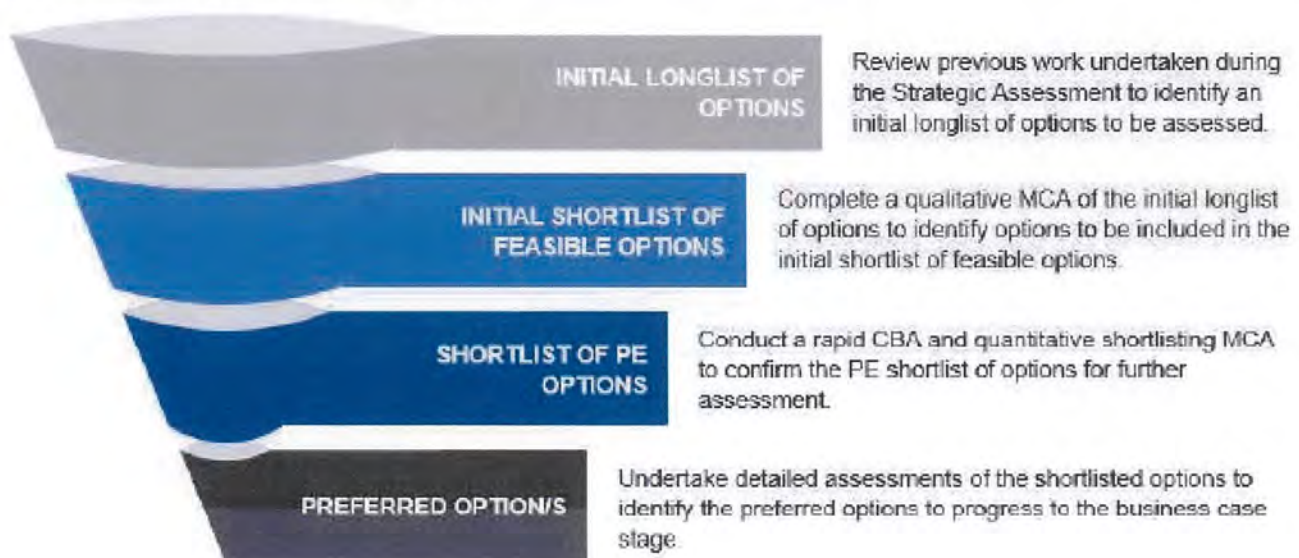 INITIAL LONGLIST OF
OPTIONS
Review previous work undertaken during
the Strategic Assessment to identify an
initial longlist of options to be assessed.
INITIAL SHORTLIST OF
FEASIBLE OPTIONS
Complete a qualitative MCA of the initial longlist
of options to identify options to be included in the
initial shortlist of feasible options.
SHORTLIST OF PE
OPTIONS
Conduct a rapid CBA and quantitative shortlisting MCA
to confirm the PE shortlist of options for further
assessment.
PREFERRED OPTION/S
Undertake detailed assessments of the shortlisted options to
identify the preferred options to progress to the business case
stage.